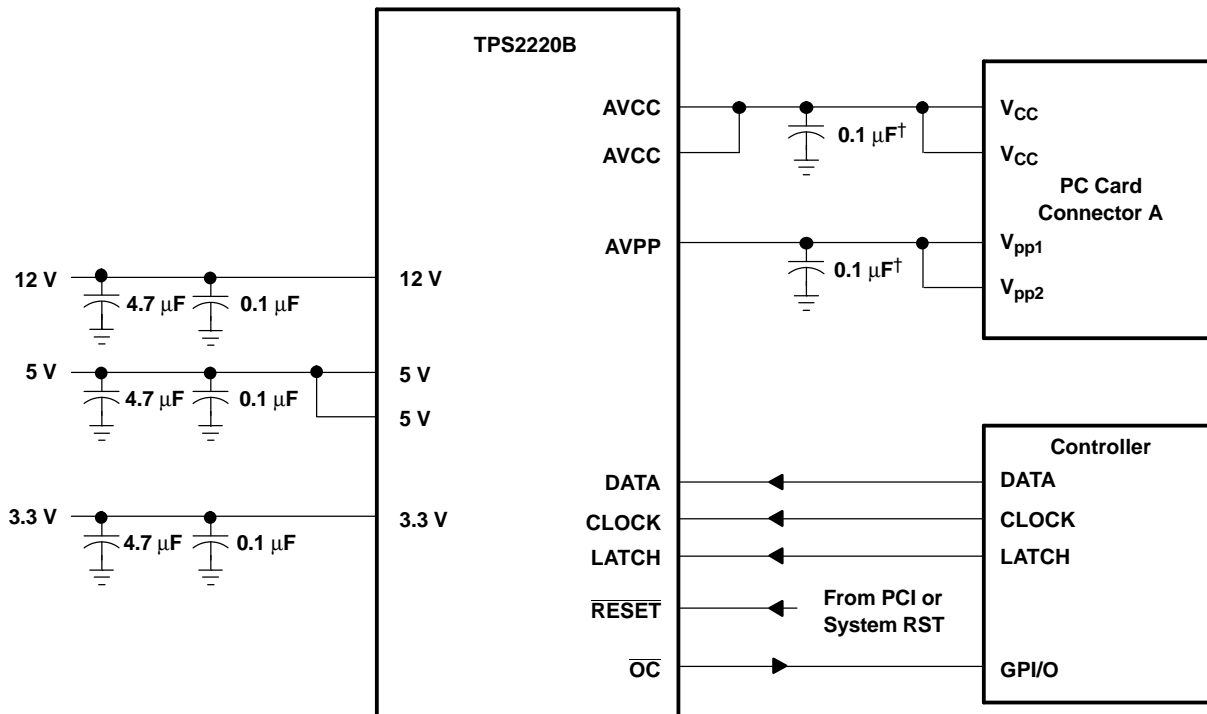 TPS2220B
AVCC
AVCC
AVPP
12 V
5 V
5 V
3.3 V
DATA
CLOCK
LATCH
RESET
OC
12 V
4.7 μF
0.1 μF
5 V
4.7 μF
0.1 μF
3.3 V
4.7 μF
0.1 μF
0.1 μF†
0.1 μF†
VCC
VCC
PC Card
Connector A
Vpp1
Vpp2
Controller
DATA
CLOCK
LATCH
From PCI or
System RST
GPI/O